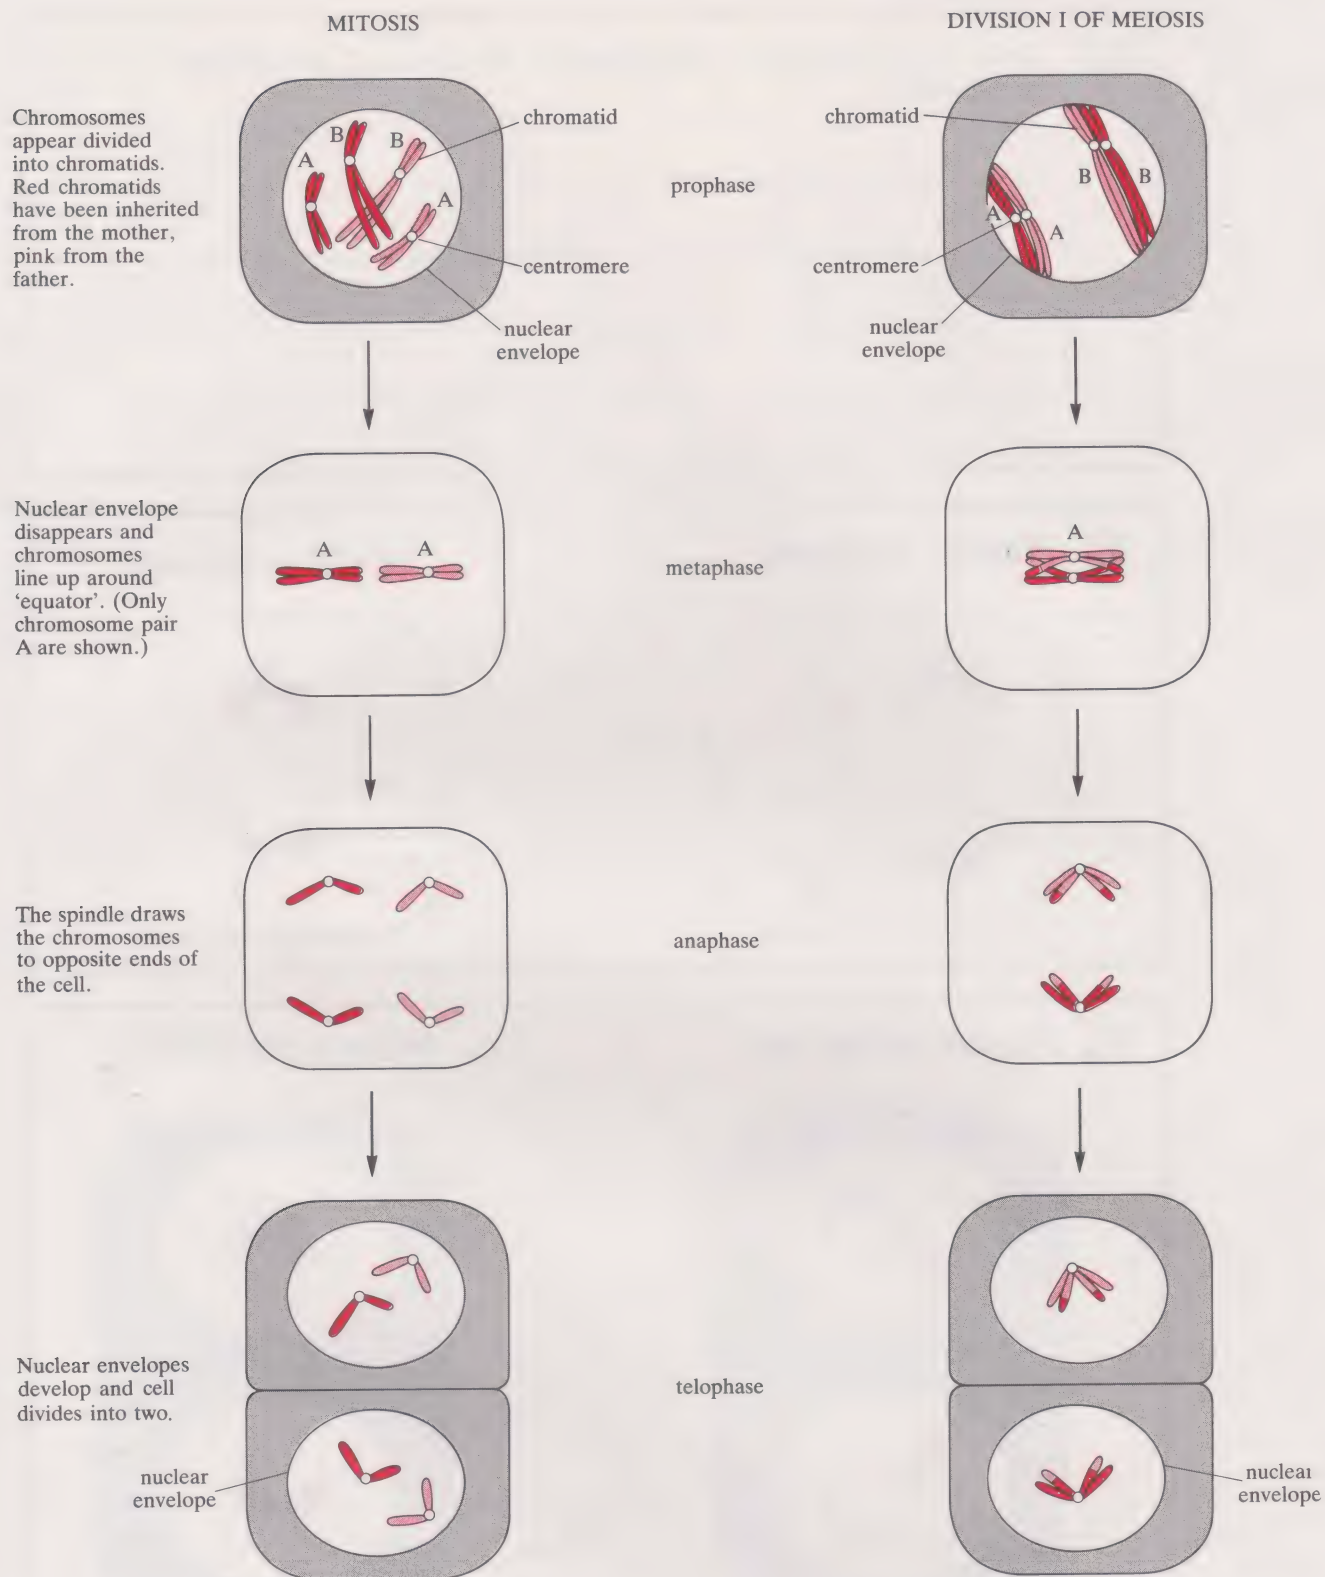 MITOSIS
DIVISION I OF MEIOSIS
Chromosomes
appear divided
into chromatids.
Red chromatids
have been inherited
from the mother,
pink from the
father.
A
B
B
A
chromatid
centromere
nuclear
envelope
prophase
chromatid
centromere
nuclear
envelope
B
B
A
A
Nuclear envelope
disappears and
chromosomes
line up around
‘equator’. (Only
chromosome pair
A are shown.)
A
A
metaphase
A
The spindle draws
the chromosomes
to opposite ends of
the cell.
anaphase
Nuclear envelopes
develop and cell
divides into two.
telophase
nuclear
envelope
nuclear
envelope